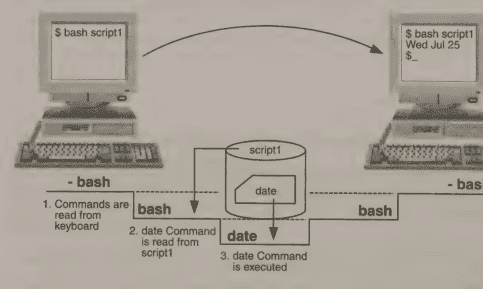 $ bash script1
$ bash script1
Wed Jul 25
$_
script1
date
- bash
- bas
1. Commands are
read from
keyboard
bash
2. date Command
is read from
script1
date
3. date Command
is executed
bash